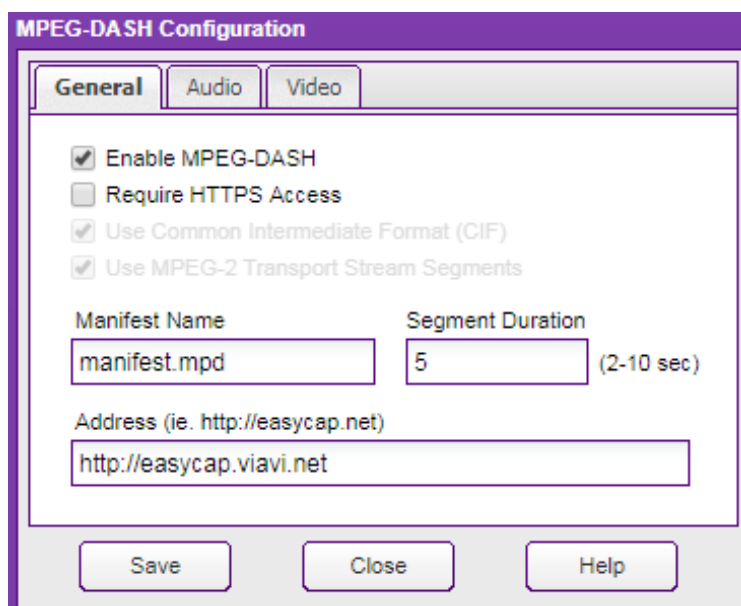 MPEG-DASH Configuration
General Audio Video
Enable MPEG-DASH
Require HTTPS Access
Use Common Intermediate Format (CIF)
Use MPEG-2 Transport Stream Segments
Manifest Name Segment Duration
manifest.mpd 5 (2-10 sec)
Address (ie. http://easycap.net)
http://easycap.viavi.net
Save Close Help